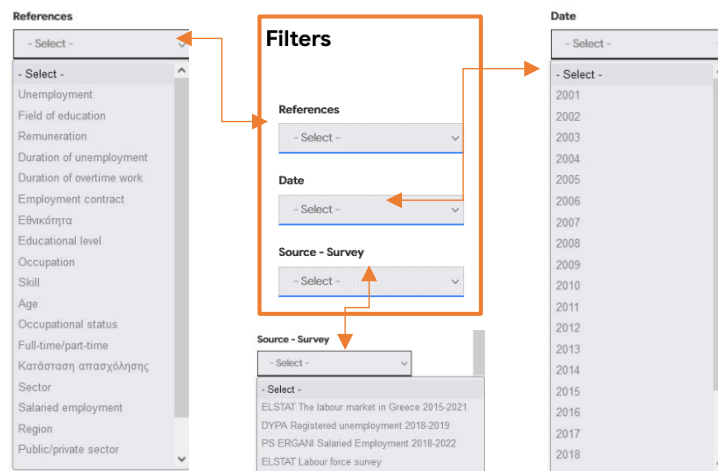 References
- Select -
- Select -
Unemployment
Field of education
Remuneration
Duration of unemployment
Duration of overtime work
Employment contract
Εθνικότητα
Educational level
Occupation
Skill
Age
Occupational status
Full-time/part-time
Κατάσταση απασχόλησης
Sector
Salaried employment
Region
Public/private sector
Filters
References
- Select -
Date
- Select -
Source - Survey
- Select -
Source - Survey
- Select -
- Select -
ELSTAT The labour market in Greece 2015-2021
DYPA Registered unemployment 2018-2019
PS ERGANI Salaried Employment 2018-2022
ELSTAT Labour force survey
Date
- Select -
- Select -
2001
2002
2003
2004
2005
2006
2007
2008
2009
2010
2011
2012
2013
2014
2015
2016
2017
2018